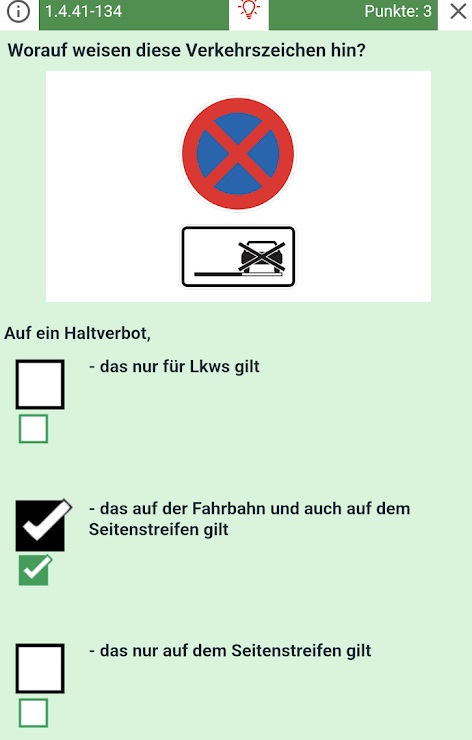 1.4.41-134 Punkte: 3
Worauf weisen diese Verkehrszeichen hin?
Auf ein Haltverbot,
- das nur für Lkws gilt
- das auf der Fahrbahn und auch auf dem
Seitenstreifen gilt
- das nur auf dem Seitenstreifen gilt